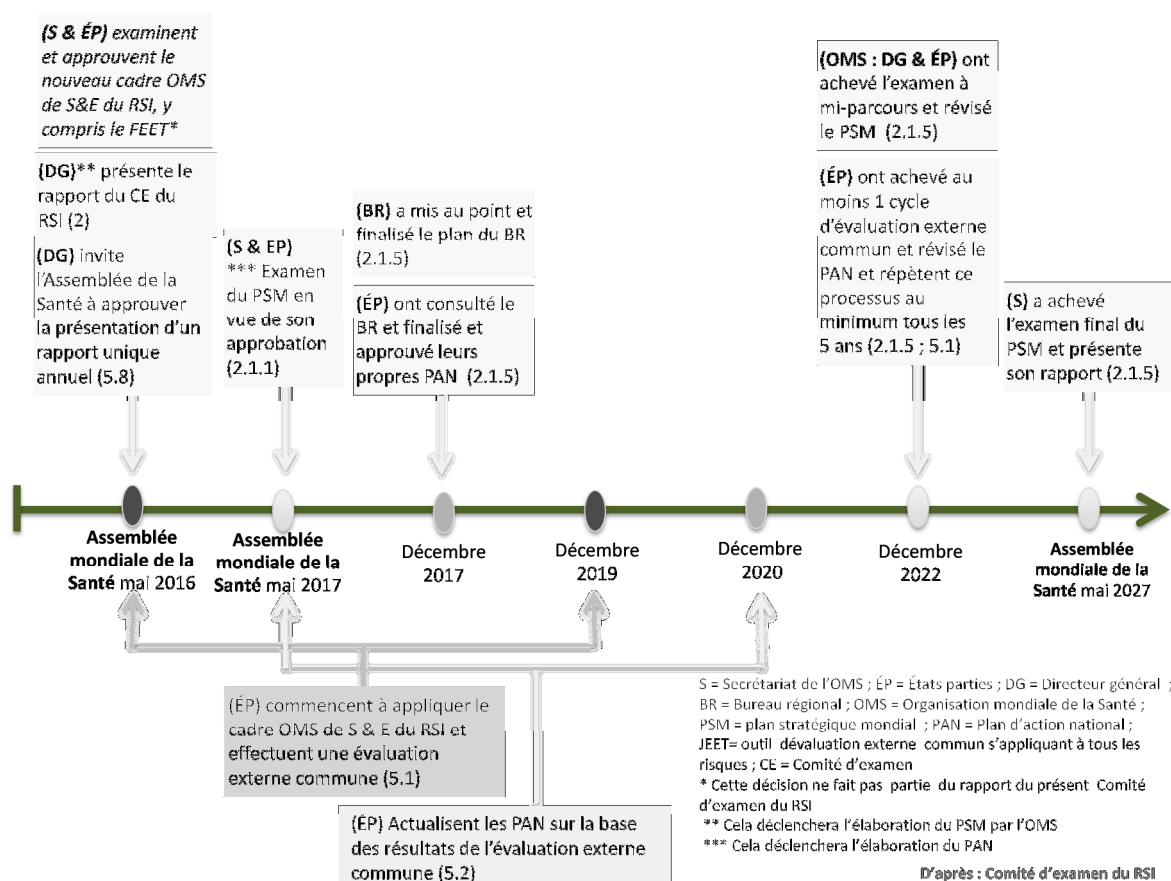 (S & ÉP) examinent
et approuvent le
nouveau cadre OMS
de S&E du RSI, y
compris le FEET*
(DG)** présente le
rapport du CE du
RSI (2)
(DG) invite
l'Assemblée de la
Santé à approuver
la présentation d'un
rapport unique
annuel (5.8)
(S & EP)
*** Examen
du PSM en
vue de son
approbation
(2.1.1)
(BR) a mis au point et
finalisé le plan du BR
(2.1.5)
(ÉP) ont consulté le
BR et finalisé et
approuvé leurs
propres PAN (2.1.5)
(OMS : DG & ÉP) ont
achevé l'examen à
mi-parcours et révisé
le PSM (2.1.5)
(ÉP) ont achevé au
moins 1 cycle
d'évaluation externe
commun et révisé le
PAN et répètent ce
processus au
minimum tous les
5 ans (2.1.5 ; 5.1)
(S) a achevé
l'examen final du
PSM et présente
son rapport (2.1.5)
Assemblée
mondiale de la
Santé mai 2016
Assemblée
mondiale de la
Santé mai 2017
Décembre
2017
Décembre
2019
Décembre
2020
Décembre
2022
Assemblée
mondiale de la
Santé mai 2027
(ÉP) commencent à appliquer le
cadre OMS de S & E du RSI et
effectuent une évaluation
externe commune (5.1)
(ÉP) Actualisent les PAN sur la base
des résultats de l'évaluation externe
commune (5.2)
S = Secrétariat de l'OMS ; ÉP = États parties ; DG = Directeur général ;
BR = Bureau régional ; OMS = Organisation mondiale de la Santé ;
PSM = plan stratégique mondial ; PAN = Plan d'action national ;
JEET= outil dévaluation externe commun s'appliquant à tous les
risques ; CE = Comité d'examen
* Cette décision ne fait pas partie du rapport du présent Comité
d'examen du RSI
** Cela déclenchera l'élaboration du PSM par l'OMS
*** Cela déclenchera l'élaboration du PAN
D'après : Comité d'examen du RSI